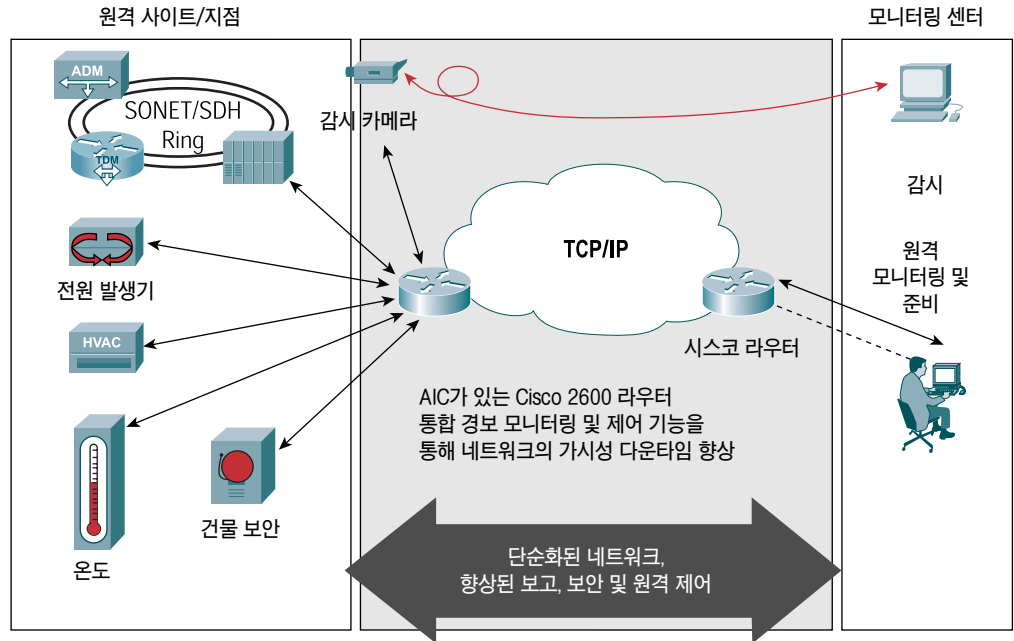 원격 사이트/지점
모니터링 센터
ADM
SONET/SDH
Ring
TDM
감시 카메라
감시
전원 발생기
TCP/IP
원격
모니터링 및
준비
HVAC
시스코 라우터
AIC가 있는 Cisco 2600 라우터
통합 경보 모니터링 및 제어 기능을
통해 네트워크의 가시성 다운타임 향상
건물 보안
온도
단순화된 네트워크,
향상된 보고, 보안 및 원격 제어